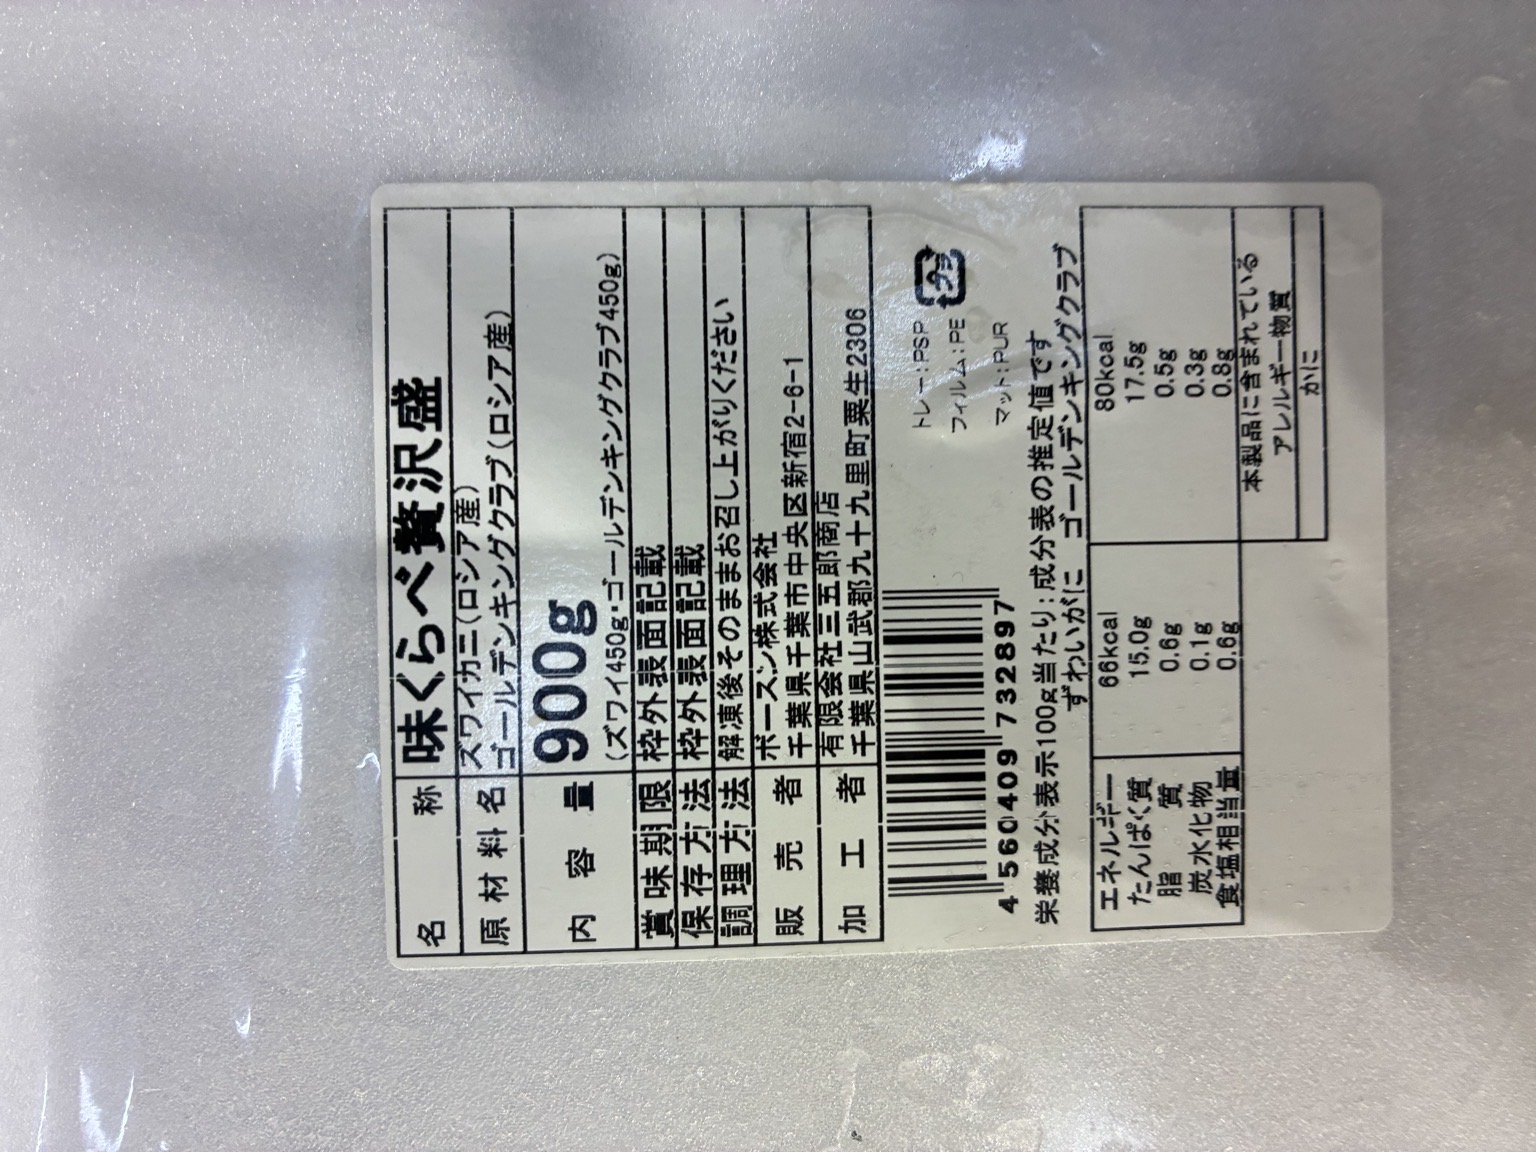 名称 味くらべ贅沢盛
原材料名 ズワイカニ(ロシア産)
ゴールデンキングクラブ(ロシア産)
内容量 900g
(ズワイ450g・ゴールデンキングクラブ450g)
賞味期限 枠外表面記載
保存方法 枠外表面記載
調理方法 解凍後そのままお召し上がりください
販売者 ボースン株式会社
千葉県千葉市中央区新宿2-6-1
加工者 有限会社三五郎商店
千葉県山武郡九十九里町粟生2306
4 560409 732897
トレー:PSP
フィルム:PE
マット:PUR
プラ
栄養成分表示100g当たり:成分表の推定値です
ずわいがに ゴールデンキングクラブ
エネルギー 66kcal 80kcal
たんぱく質 15.0g 17.5g
脂質 0.6g 0.5g
炭水化物 0.1g 0.3g
食塩相当量 0.6g 0.8g
本製品に含まれている
アレルギー物質
かに